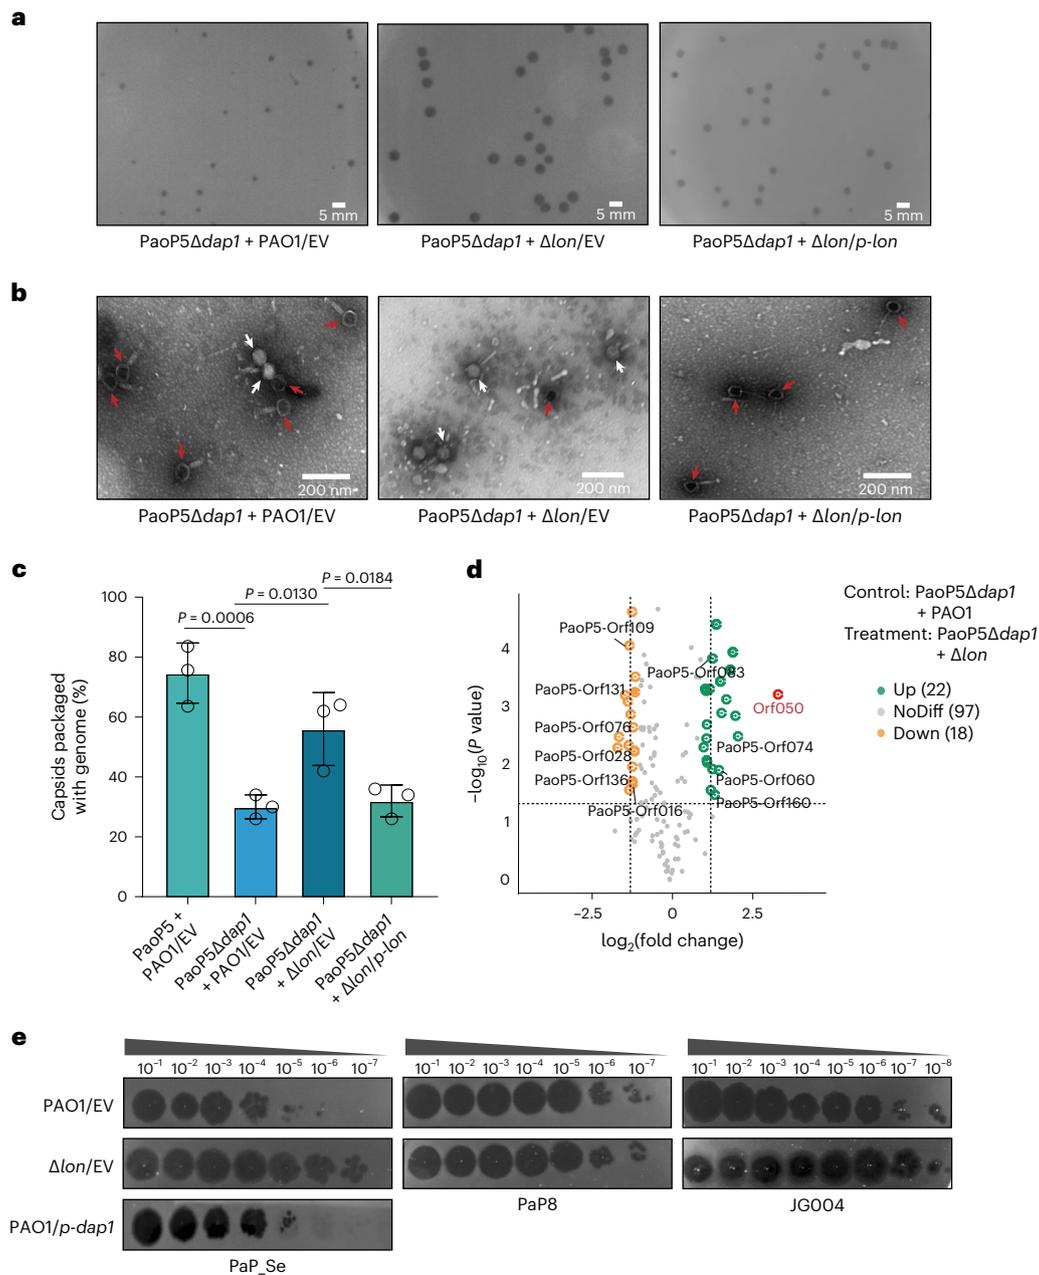 a
5 mm
5 mm
5 mm
PaoP5Δdap1 + PAO1/EV
PaoP5Δdap1 + Δlon/EV
PaoP5Δdap1 + Δlon/p-lon
b
200 nm
200 nm
200 nm
PaoP5Δdap1 + PAO1/EV
PaoP5Δdap1 + Δlon/EV
PaoP5Δdap1 + Δlon/p-lon
c
P = 0.0184
P = 0.0130
P = 0.0006
100
80
60
40
20
0
Capsids packaged
with genome (%)
PaoP5 +
PAO1/EV
PaoP5Δdap1
+ PAO1/EV
PaoP5Δdap1
+ Δlon/EV
PaoP5Δdap1
+ Δlon/p-lon
d
4
3
2
1
0
−log10(P value)
PaoP5-Orf109
PaoP5-Orf083
PaoP5-Orf131
Orf050
PaoP5-Orf076
PaoP5-Orf074
PaoP5-Orf028
PaoP5-Orf136
PaoP5-Orf060
PaoP5-Orf160
PaoP5-Orf016
−2.5 0 2.5
log2(fold change)
Control: PaoP5Δdap1
+ PAO1
Treatment: PaoP5Δdap1
+ Δlon
Up (22)
NoDiff (97)
Down (18)
e
10−1 10−2 10−3 10−4 10−5 10−6 10−7
10−1 10−2 10−3 10−4 10−5 10−6 10−7
10−1 10−2 10−3 10−4 10−5 10−6 10−7 10−8
PAO1/EV
Δlon/EV
PAO1/p-dap1
PaP_Se
PaP8
JG004